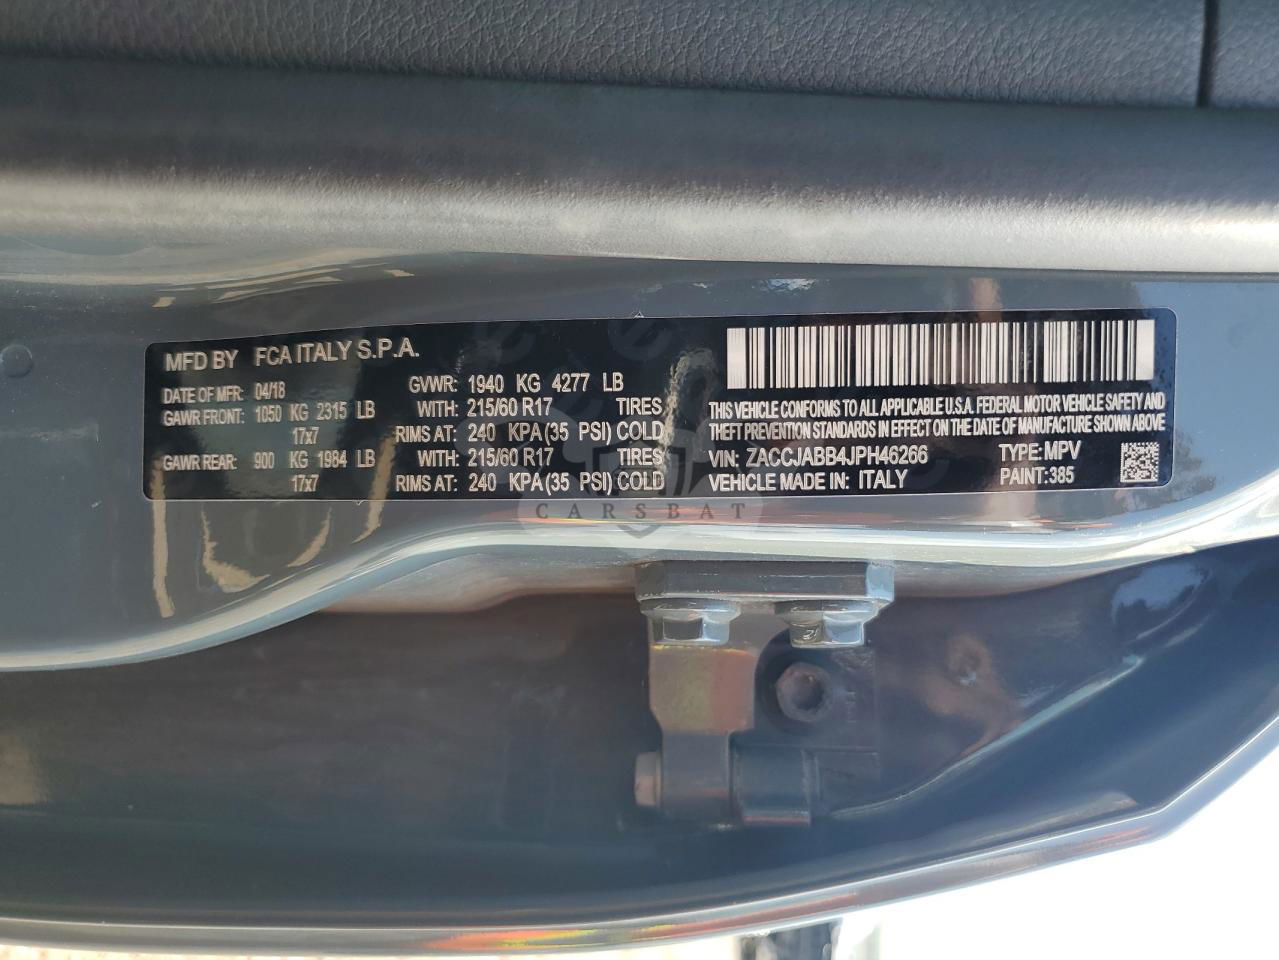 MFD BY FCA ITALY S.P.A.
DATE OF MFR: 04/18 GVWR: 1940 KG 4277 LB
GAWR FRONT: 1050 KG 2315 LB WITH: 215/60 R17 TIRES
17x7 RIMS AT: 240 KPA (35 PSI) COLD
GAWR REAR: 900 KG 1984 LB WITH: 215/60 R17 TIRES
17x7 RIMS AT: 240 KPA (35 PSI) COLD
THIS VEHICLE CONFORMS TO ALL APPLICABLE U.S.A. FEDERAL MOTOR VEHICLE SAFETY AND
THEFT PREVENTION STANDARDS IN EFFECT ON THE DATE OF MANUFACTURE SHOWN ABOVE
VIN: ZACCJABB4JPH46266 TYPE: MPV
VEHICLE MADE IN: ITALY PAINT: 385
CARSBAT